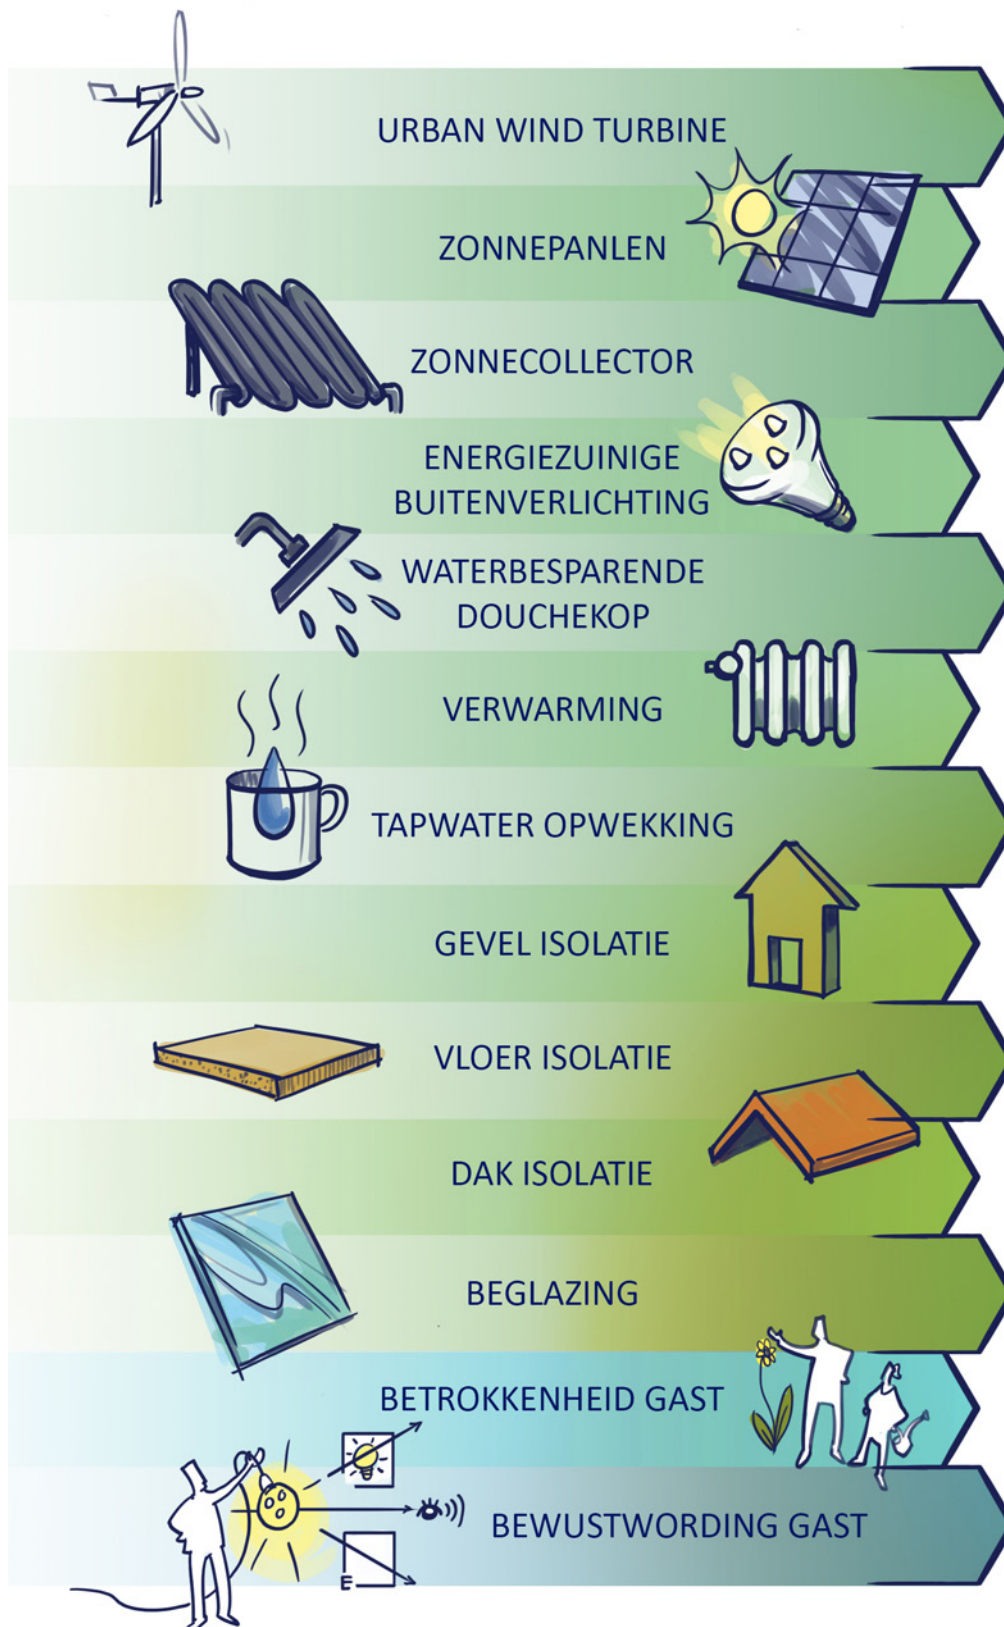 URBAN WIND TURBINE
ZONNEPANLEN
ZONNECOLLECTOR
ENERGIEZUINIGE
BUITENVERLICHTING
WATERBESPARENDE
DOUCHEKOP
VERWARMING
TAPWATER OPWEKKING
GEVEL ISOLATIE
VLOER ISOLATIE
DAK ISOLATIE
BEGLAZING
BETROKKENHEID GAST
BEWUSTWORDING GAST
E